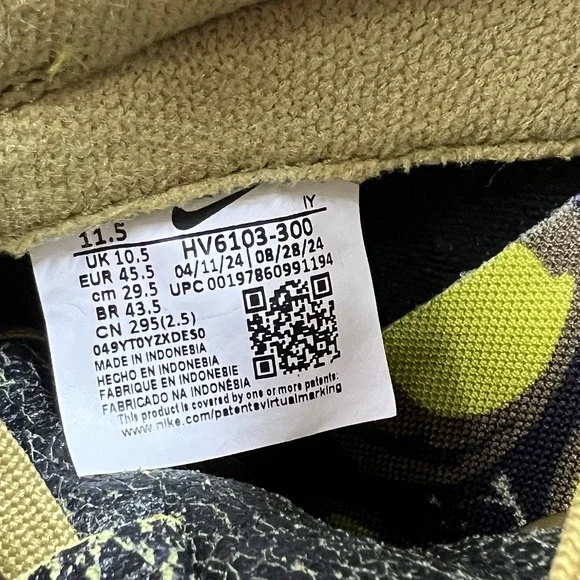 IY
11.5
UK 10.5 HV6103-300
EUR 45.5 04/11/24 08/28/24
cm 29.5 UPC 00197860991194
BR 43.5
CN 295(2.5)
049YT0YZXDES0
MADE IN INDONESIA
HECHO EN INDONESIA
FABRIQUE EN INDONESIE
FABRICADO NA INDONÉSIA
This product is covered by one or more patents:
www.nike.com/patentsvirtualmarking